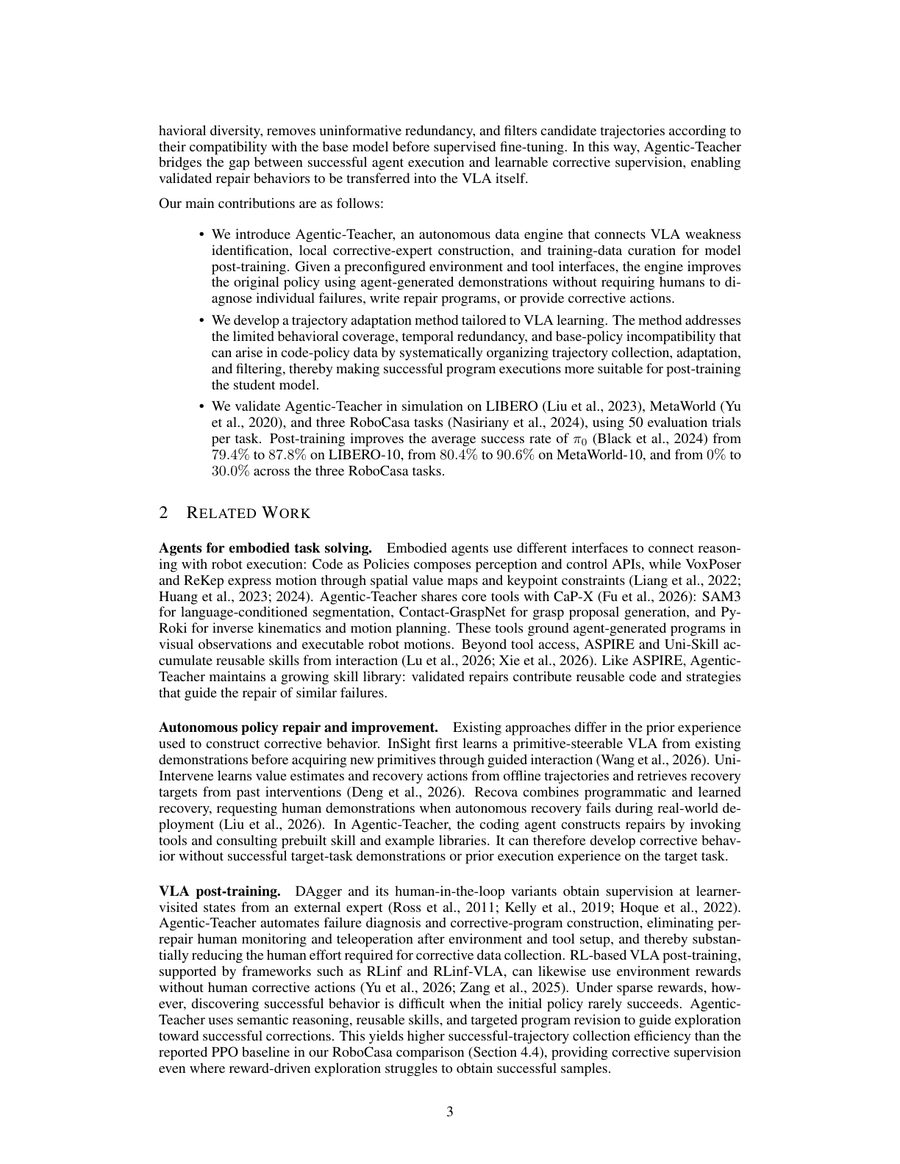 havioral diversity, removes uninformative redundancy, and filters candidate trajectories according to
their compatibility with the base model before supervised fine-tuning. In this way, Agentic-Teacher
bridges the gap between successful agent execution and learnable corrective supervision, enabling
validated repair behaviors to be transferred into the VLA itself.
Our main contributions are as follows:
• We introduce Agentic-Teacher, an autonomous data engine that connects VLA weakness
identification, local corrective-expert construction, and training-data curation for model
post-training. Given a preconfigured environment and tool interfaces, the engine improves
the original policy using agent-generated demonstrations without requiring humans to di-
agnose individual failures, write repair programs, or provide corrective actions.
• We develop a trajectory adaptation method tailored to VLA learning. The method addresses
the limited behavioral coverage, temporal redundancy, and base-policy incompatibility that
can arise in code-policy data by systematically organizing trajectory collection, adaptation,
and filtering, thereby making successful program executions more suitable for post-training
the student model.
• We validate Agentic-Teacher in simulation on LIBERO (Liu et al., 2023), MetaWorld (Yu
et al., 2020), and three RoboCasa tasks (Nasiriany et al., 2024), using 50 evaluation trials
per task. Post-training improves the average success rate of π₀ (Black et al., 2024) from
79.4% to 87.8% on LIBERO-10, from 80.4% to 90.6% on MetaWorld-10, and from 0% to
30.0% across the three RoboCasa tasks.
2 RELATED WORK
Agents for embodied task solving. Embodied agents use different interfaces to connect reason-
ing with robot execution: Code as Policies composes perception and control APIs, while VoxPoser
and ReKep express motion through spatial value maps and keypoint constraints (Liang et al., 2022;
Huang et al., 2023; 2024). Agentic-Teacher shares core tools with CaP-X (Fu et al., 2026): SAM3
for language-conditioned segmentation, Contact-GraspNet for grasp proposal generation, and Py-
Roki for inverse kinematics and motion planning. These tools ground agent-generated programs in
visual observations and executable robot motions. Beyond tool access, ASPIRE and Uni-Skill ac-
cumulate reusable skills from interaction (Lu et al., 2026; Xie et al., 2026). Like ASPIRE, Agentic-
Teacher maintains a growing skill library: validated repairs contribute reusable code and strategies
that guide the repair of similar failures.
Autonomous policy repair and improvement. Existing approaches differ in the prior experience
used to construct corrective behavior. InSight first learns a primitive-steerable VLA from existing
demonstrations before acquiring new primitives through guided interaction (Wang et al., 2026). Uni-
Intervene learns value estimates and recovery actions from offline trajectories and retrieves recovery
targets from past interventions (Deng et al., 2026). Recova combines programmatic and learned
recovery, requesting human demonstrations when autonomous recovery fails during real-world de-
ployment (Liu et al., 2026). In Agentic-Teacher, the coding agent constructs repairs by invoking
tools and consulting prebuilt skill and example libraries. It can therefore develop corrective behav-
ior without successful target-task demonstrations or prior execution experience on the target task.
VLA post-training. DAgger and its human-in-the-loop variants obtain supervision at learner-
visited states from an external expert (Ross et al., 2011; Kelly et al., 2019; Hoque et al., 2022).
Agentic-Teacher automates failure diagnosis and corrective-program construction, eliminating per-
repair human monitoring and teleoperation after environment and tool setup, and thereby substan-
tially reducing the human effort required for corrective data collection. RL-based VLA post-training,
supported by frameworks such as RLinf and RLinf-VLA, can likewise use environment rewards
without human corrective actions (Yu et al., 2026; Zang et al., 2025). Under sparse rewards, how-
ever, discovering successful behavior is difficult when the initial policy rarely succeeds. Agentic-
Teacher uses semantic reasoning, reusable skills, and targeted program revision to guide exploration
toward successful corrections. This yields higher successful-trajectory collection efficiency than the
reported PPO baseline in our RoboCasa comparison (Section 4.4), providing corrective supervision
even where reward-driven exploration struggles to obtain successful samples.
3